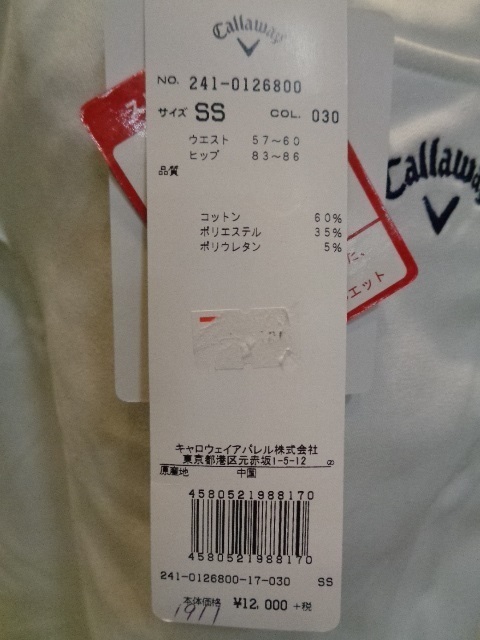 Callaway
NO. 241-0126800
サイズ SS COL. 030
ウエスト 57～60
ヒップ 83～86
品質
コットン 60%
ポリエステル 35%
ポリウレタン 5%
キャロウェイアパレル株式会社
東京都港区元赤坂1-5-12
原産地 中国
4580521988170
4580521988170
241-0126800-17-030 SS
本体価格 ¥12,000 +税
Callaway
エット